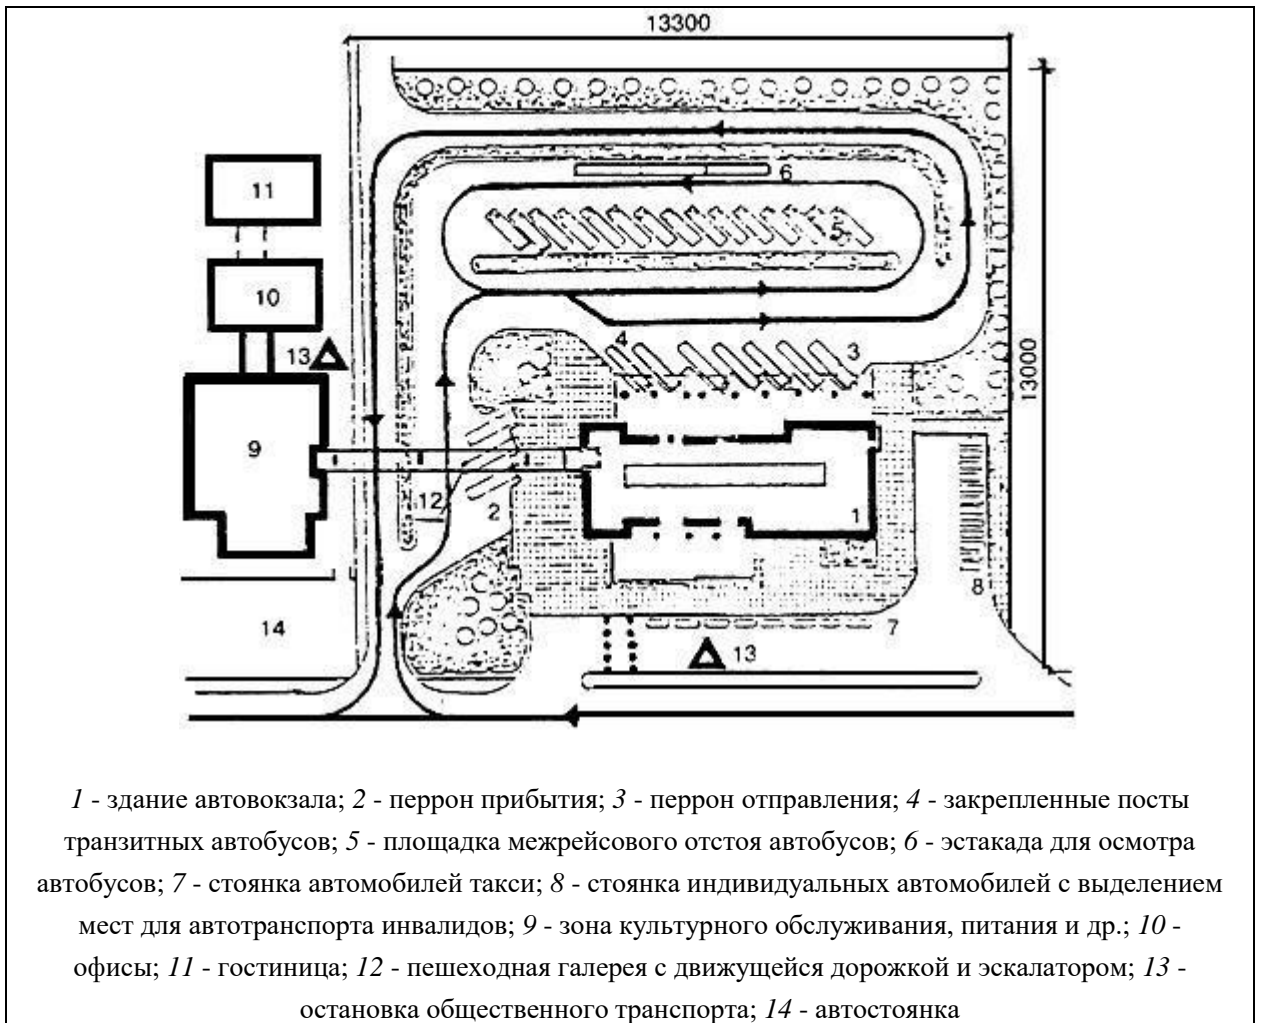 13300
6
11
5
10
13
4
3
13000
9
12
2
1
8
14
7
13
1 - здание автовокзала; 2 - перрон прибытия; 3 - перрон отправления; 4 - закрепленные посты
транзитных автобусов; 5 - площадка межрейсового отстоя автобусов; 6 - эстакада для осмотра
автобусов; 7 - стоянка автомобилей такси; 8 - стоянка индивидуальных автомобилей с выделением
мест для автотранспорта инвалидов; 9 - зона культурного обслуживания, питания и др.; 10 -
офисы; 11 - гостиница; 12 - пешеходная галерея с движущейся дорожкой и эскалатором; 13 -
остановка общественного транспорта; 14 - автостоянка